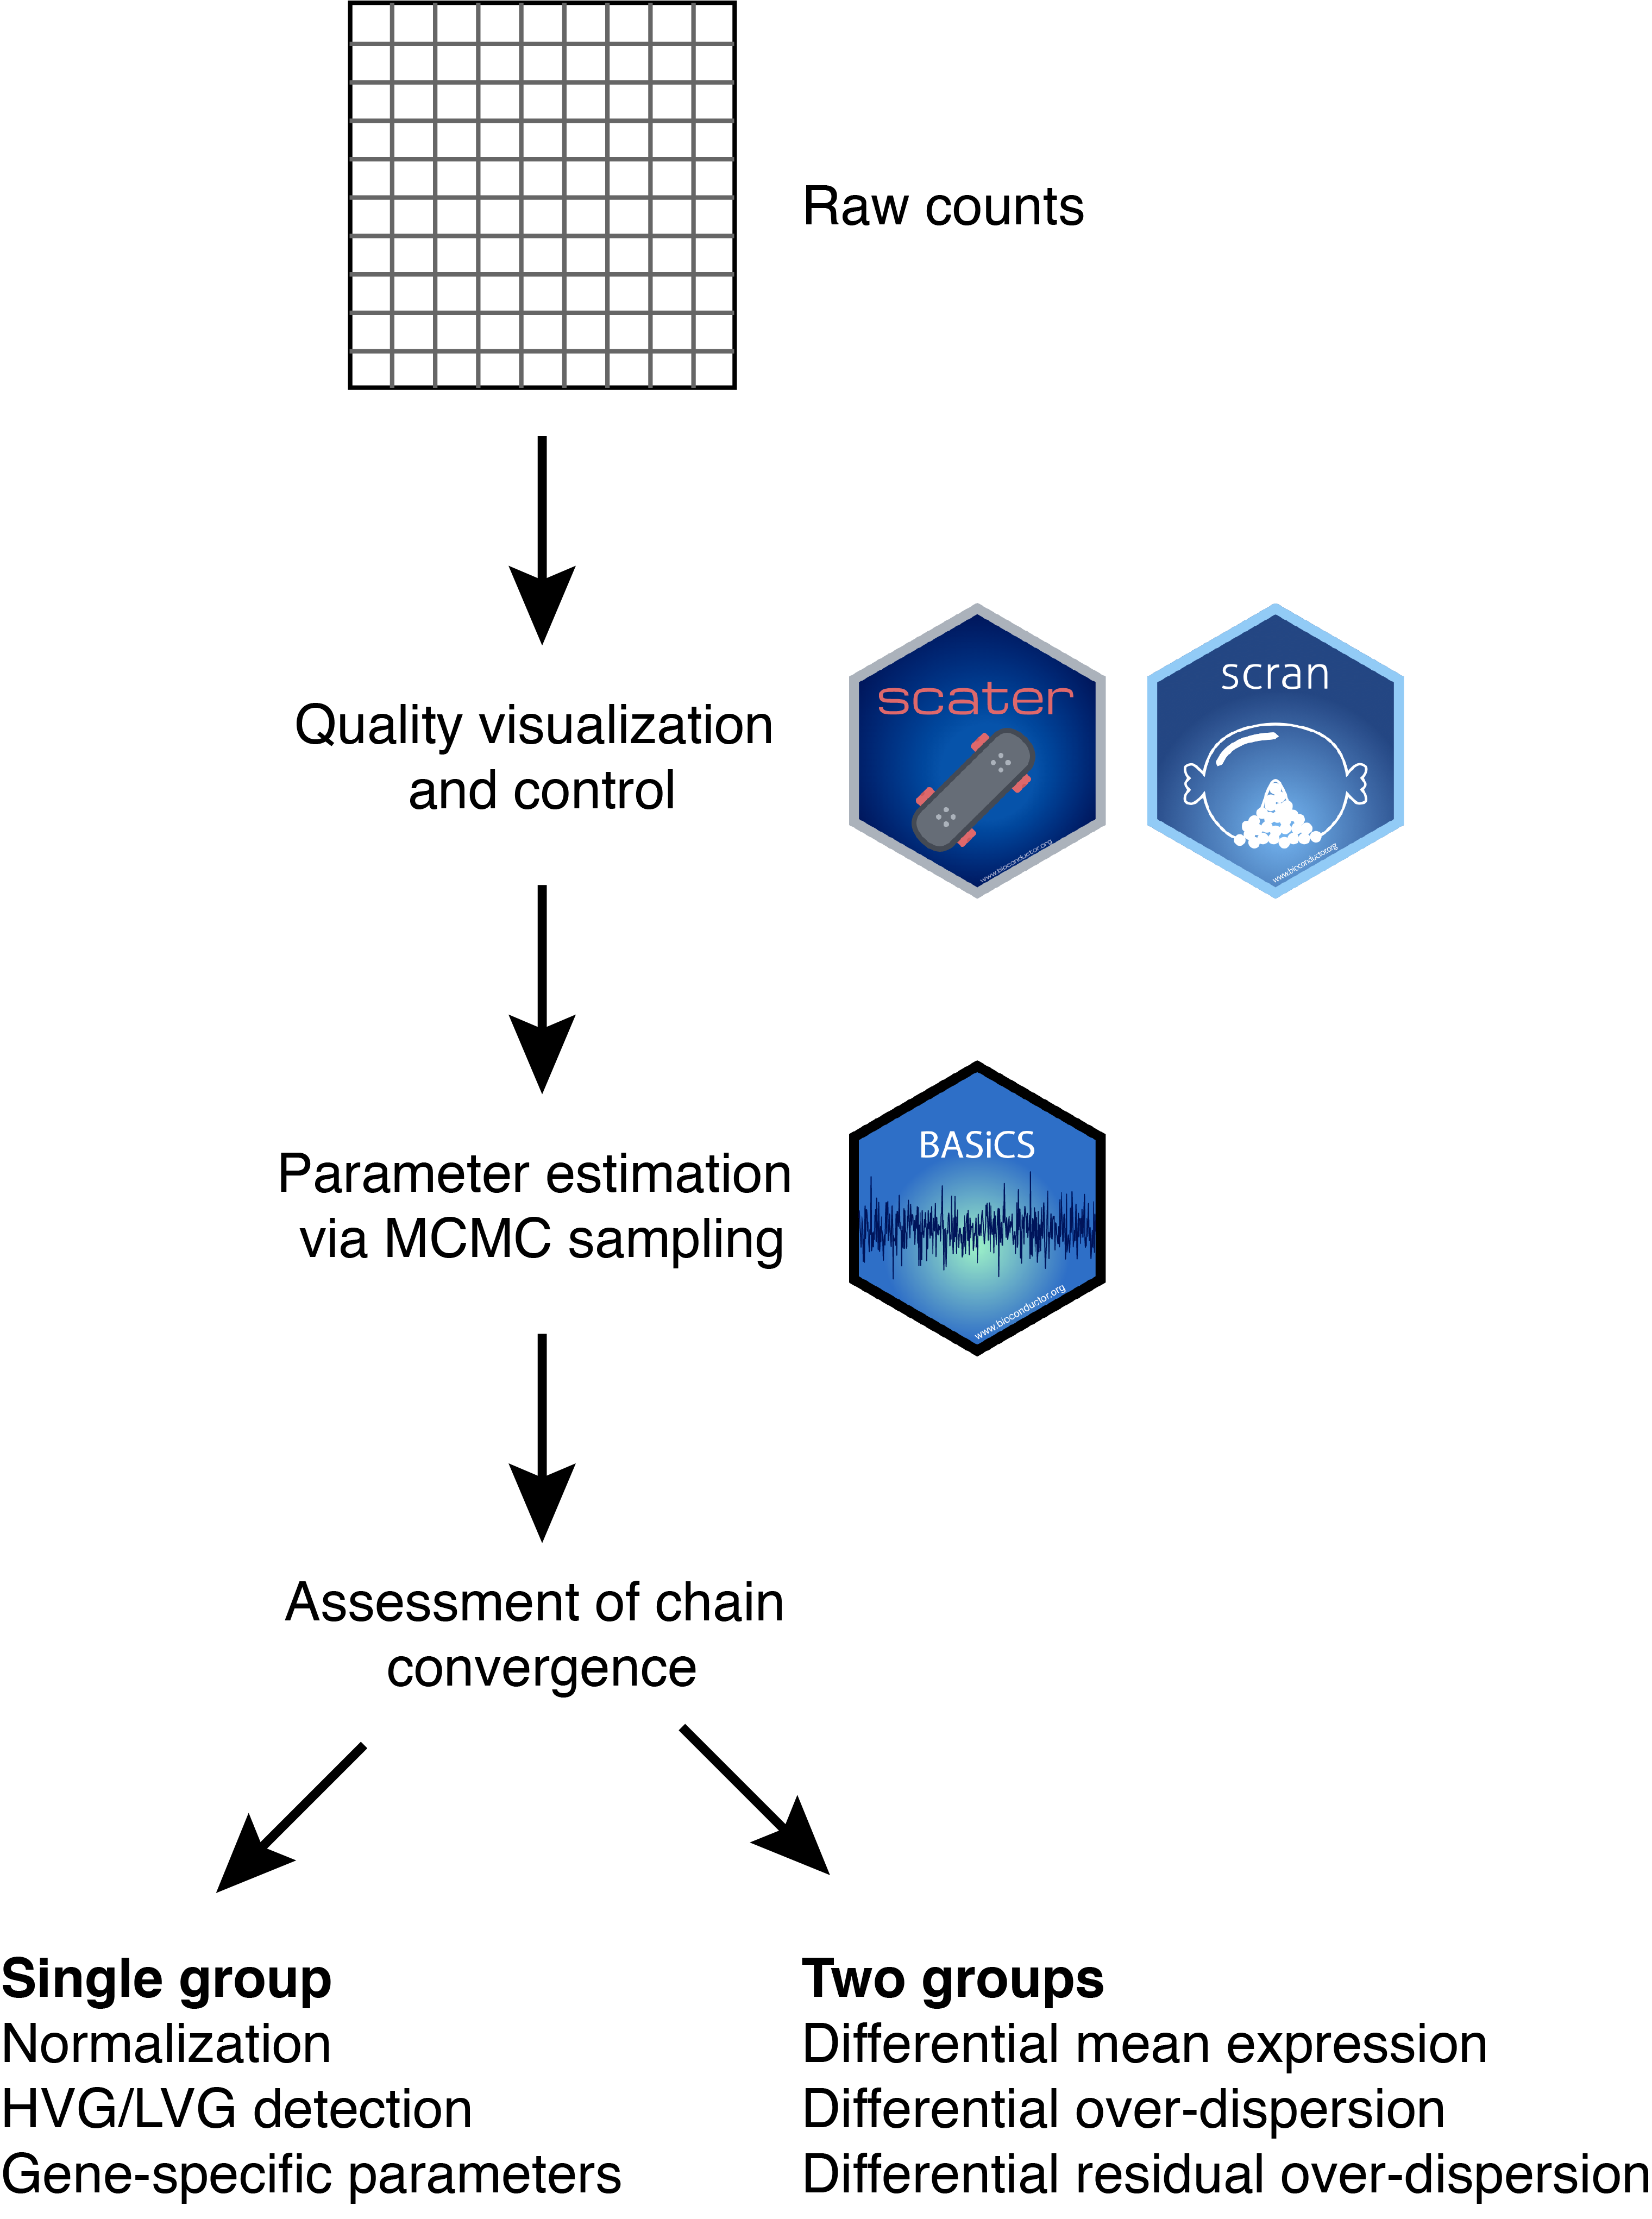 Raw counts
Quality visualization
and control
scater
www.bioconductor.org
scran
www.bioconductor.org
Parameter estimation
via MCMC sampling
BASiCS
www.bioconductor.org
Assessment of chain
convergence
Single group
Normalization
HVG/LVG detection
Gene-specific parameters
Two groups
Differential mean expression
Differential over-dispersion
Differential residual over-dispersion